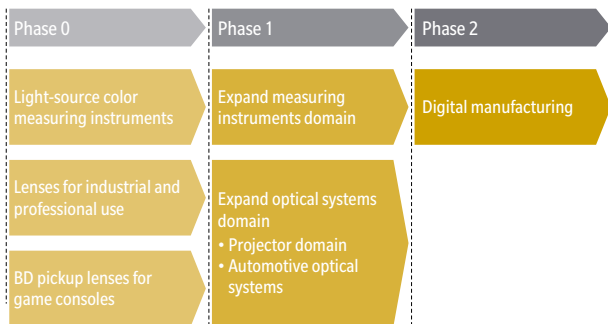 Phase 0
Phase 1
Phase 2
Light-source color
measuring instruments
Expand measuring
instruments domain
Digital manufacturing
Lenses for industrial and
professional use
Expand optical systems
domain
• Projector domain
• Automotive optical
systems
BD pickup lenses for
game consoles